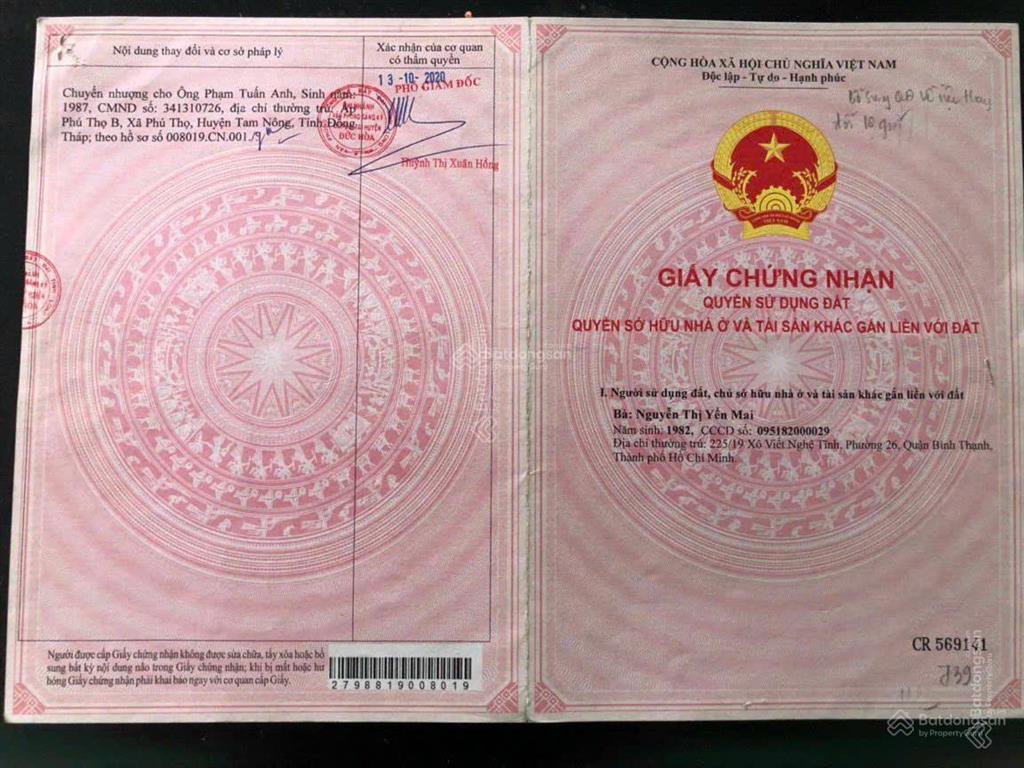 Nội dung thay đổi và cơ sở pháp lý
Xác nhận của cơ quan
có thẩm quyền
Chuyển nhượng cho Ông Phạm Tuấn Anh, Sinh năm:
1987, CMND số: 341310726, địa chỉ thường trú: Ấp
Phú Thọ B, Xã Phú Thọ, Huyện Tam Nông, Tỉnh Đồng
Tháp; theo hồ sơ số 008019.CN.001
13-10-2020
PHÓ GIÁM ĐỐC
ĐỨC HÒA
Huỳnh Thị Xuân Hồng
Người được cấp Giấy chứng nhận không được sửa chữa, tẩy xóa hoặc bổ
sung bất kỳ nội dung nào trong Giấy chứng nhận; khi bị mất hoặc hư
hỏng Giấy chứng nhận phải khai báo ngay với cơ quan cấp Giấy.
2798819008019
CỘNG HÒA XÃ HỘI CHỦ NGHĨA VIỆT NAM
Độc lập - Tự do - Hạnh phúc
Bổ sung
VIỆT NAM
GIẤY CHỨNG NHẬN
QUYỀN SỬ DỤNG ĐẤT
QUYỀN SỞ HỮU NHÀ Ở VÀ TÀI SẢN KHÁC GẮN LIỀN VỚI ĐẤT
I. Người sử dụng đất, chủ sở hữu nhà ở và tài sản khác gắn liền với đất
Bà: Nguyễn Thị Yến Mai
Năm sinh: 1982, CCCD số: 095182000029
Địa chỉ thường trú: 225/19 Xô Viết Nghệ Tĩnh, Phường 26, Quận Bình Thạnh,
Thành phố Hồ Chí Minh.
CR 569141
Batdongsan
by PropertyGuru